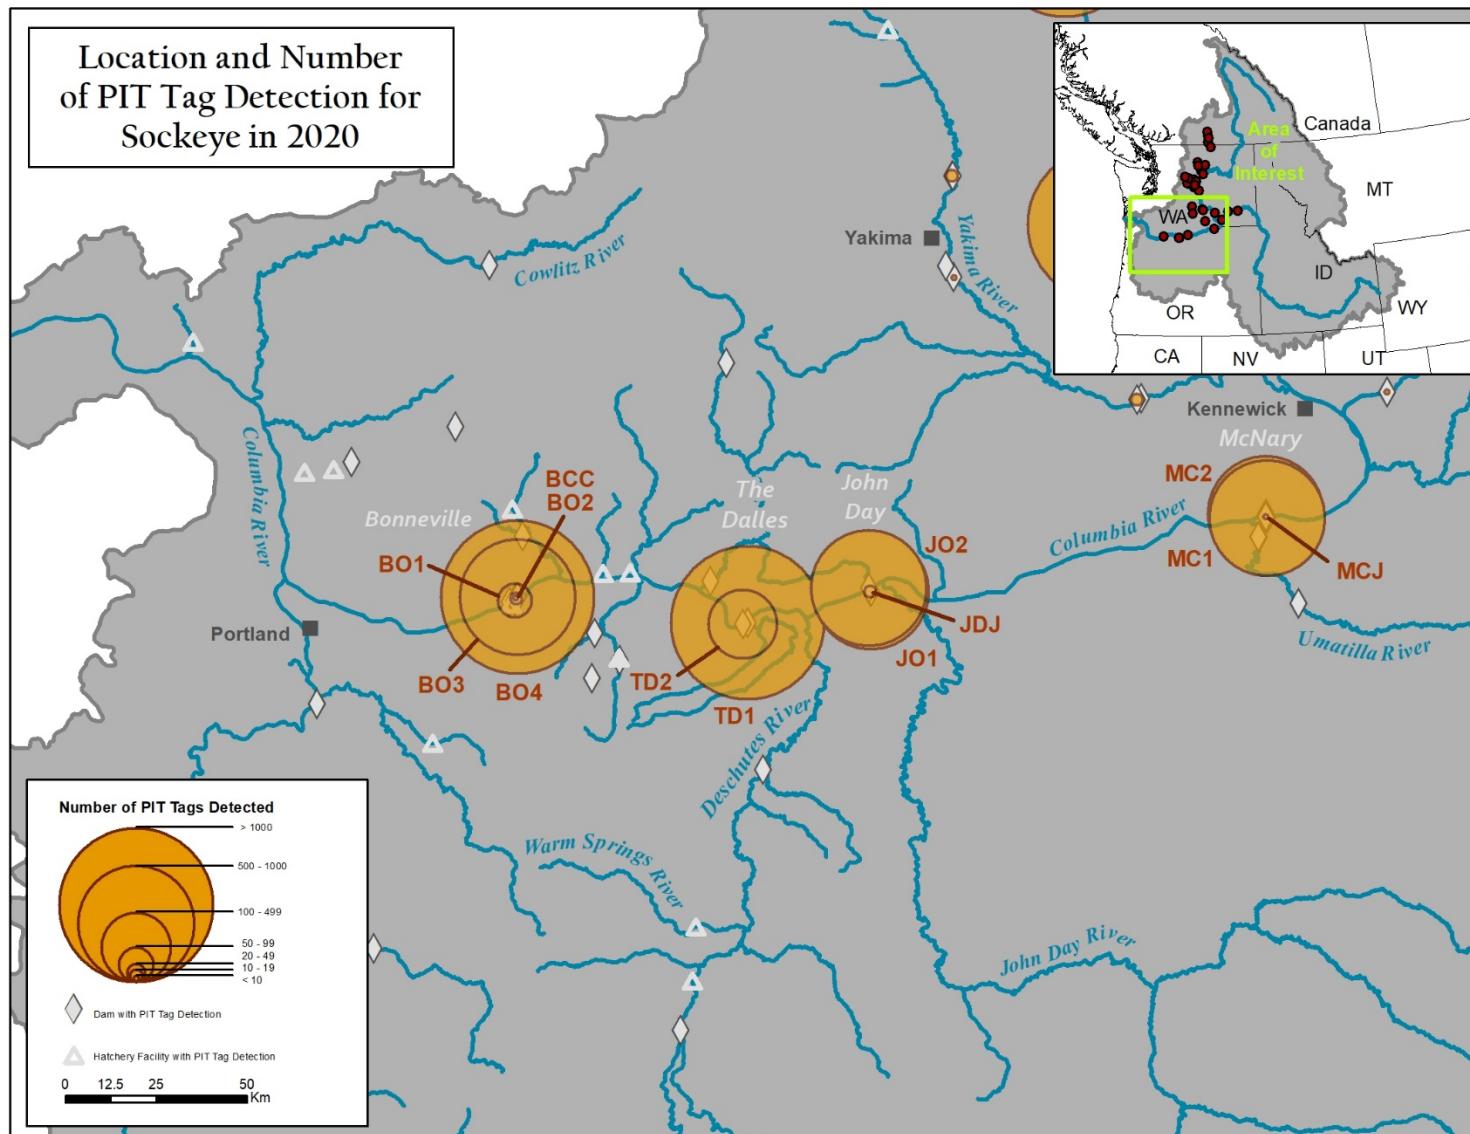 Location and Number
of PIT Tag Detection for
Sockeye in 2020
Canada
Area
of
Interest
MT
WA
ID
OR
WY
CA
NV
UT
Yakima
Yakima River
Cowlitz River
Kennewick
McNary
MC2
MC1
MCJ
Columbia River
Umatilla River
John
Day
JO2
JDJ
JO1
The
Dalles
TD2
TD1
BCC
BO2
Bonneville
BO1
BO3
BO4
Columbia River
Portland
Deschutes River
Warm Springs River
John Day River
Number of PIT Tags Detected
> 1000
500 - 1000
100 - 499
50 - 99
20 - 49
10 - 19
< 10
Dam with PIT Tag Detection
Hatchery Facility with PIT Tag Detection
0 12.5 25 50
Km